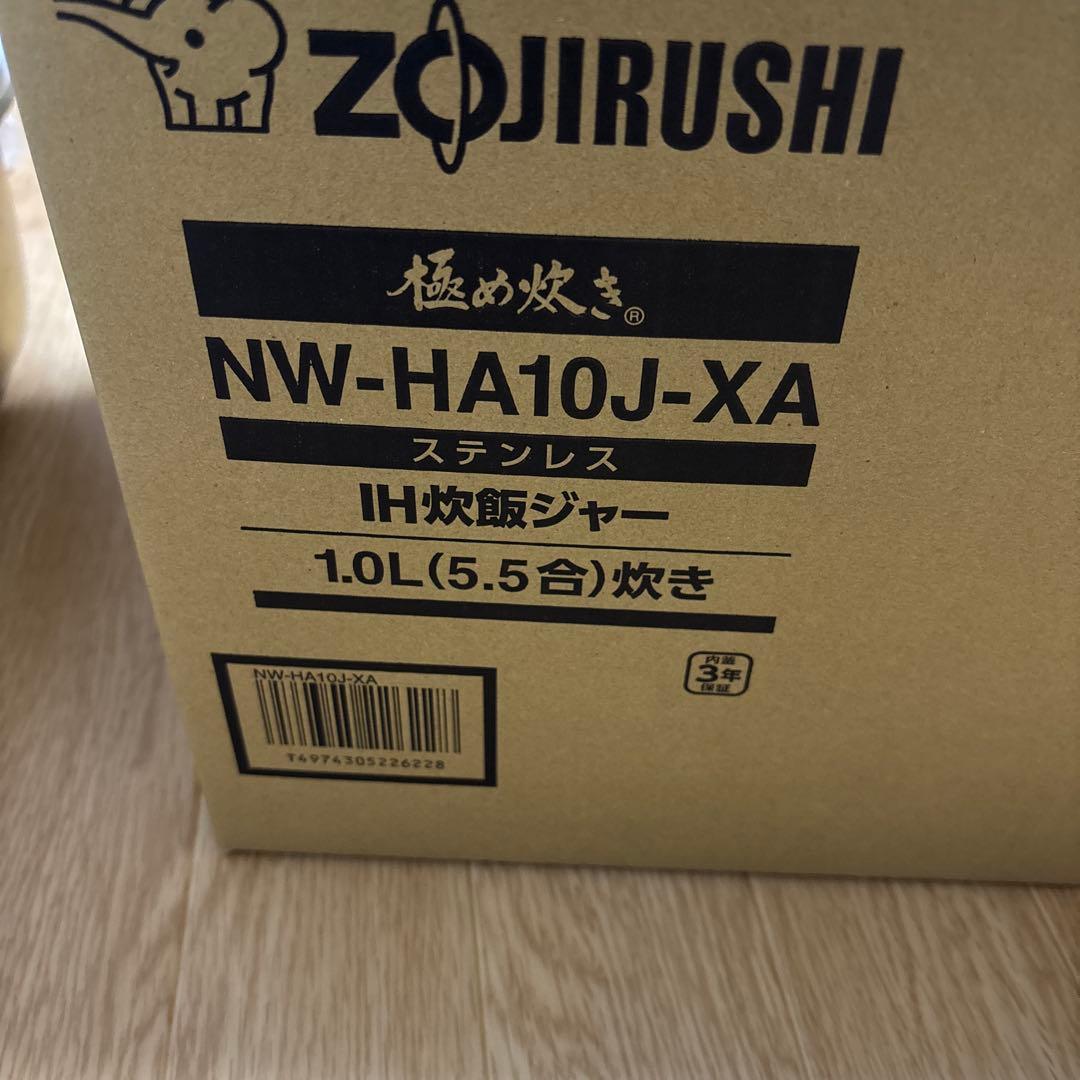 ZOJIRUSHI
極め炊き®
NW-HA10J-XA
ステンレス
IH炊飯ジャー
1.0L(5.5合)炊き
内蓋
3年
保証
NW-HA10J-XA
T4974305226228